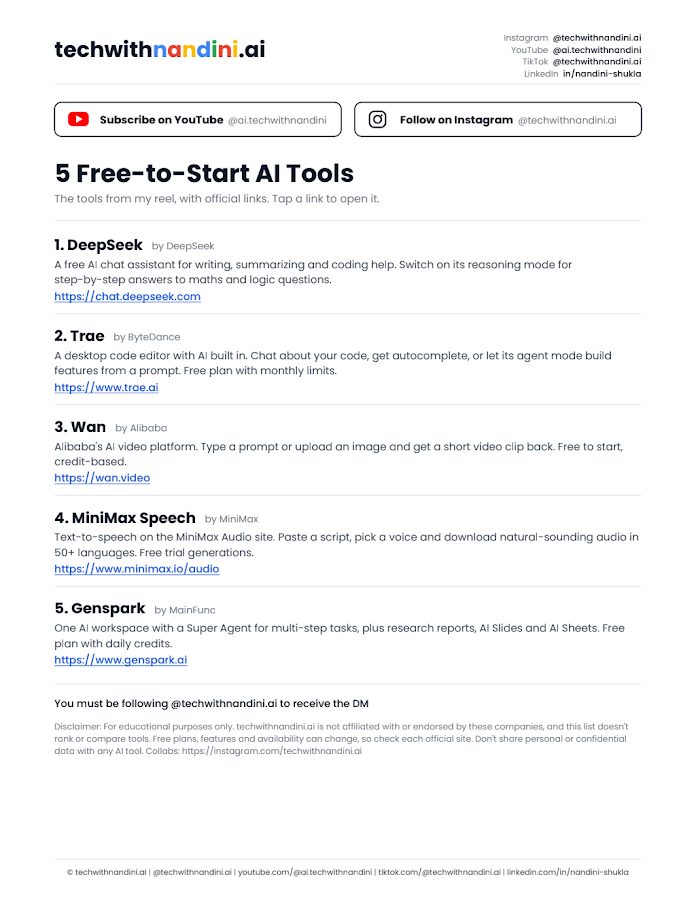 techwithnandini.ai
Instagram @techwithnandini.ai
YouTube @ai.techwithnandini
TikTok @techwithnandini.ai
LinkedIn in/nandini-shukla
Subscribe on YouTube @ai.techwithnandini
Follow on Instagram @techwithnandini.ai
5 Free-to-Start AI Tools
The tools from my reel, with official links. Tap a link to open it.
1. DeepSeek by DeepSeek
A free AI chat assistant for writing, summarizing and coding help. Switch on its reasoning mode for
step-by-step answers to maths and logic questions.
https://chat.deepseek.com
2. Trae by ByteDance
A desktop code editor with AI built in. Chat about your code, get autocomplete, or let its agent mode build
features from a prompt. Free plan with monthly limits.
https://www.trae.ai
3. Wan by Alibaba
Alibaba's AI video platform. Type a prompt or upload an image and get a short video clip back. Free to start,
credit-based.
https://wan.video
4. MiniMax Speech by MiniMax
Text-to-speech on the MiniMax Audio site. Paste a script, pick a voice and download natural-sounding audio in
50+ languages. Free trial generations.
https://www.minimax.io/audio
5. Genspark by MainFunc
One AI workspace with a Super Agent for multi-step tasks, plus research reports, AI Slides and AI Sheets. Free
plan with daily credits.
https://www.genspark.ai
You must be following @techwithnandini.ai to receive the DM
Disclaimer: For educational purposes only. techwithnandini.ai is not affiliated with or endorsed by these companies, and this list doesn't
rank or compare tools. Free plans, features and availability can change, so check each official site. Don't share personal or confidential
data with any AI tool. Collabs: https://instagram.com/techwithnandini.ai
© techwithnandini.ai | @techwithnandini.ai | youtube.com/@ai.techwithnandini | tiktok.com/@techwithnandini.ai | linkedin.com/in/nandini-shukla